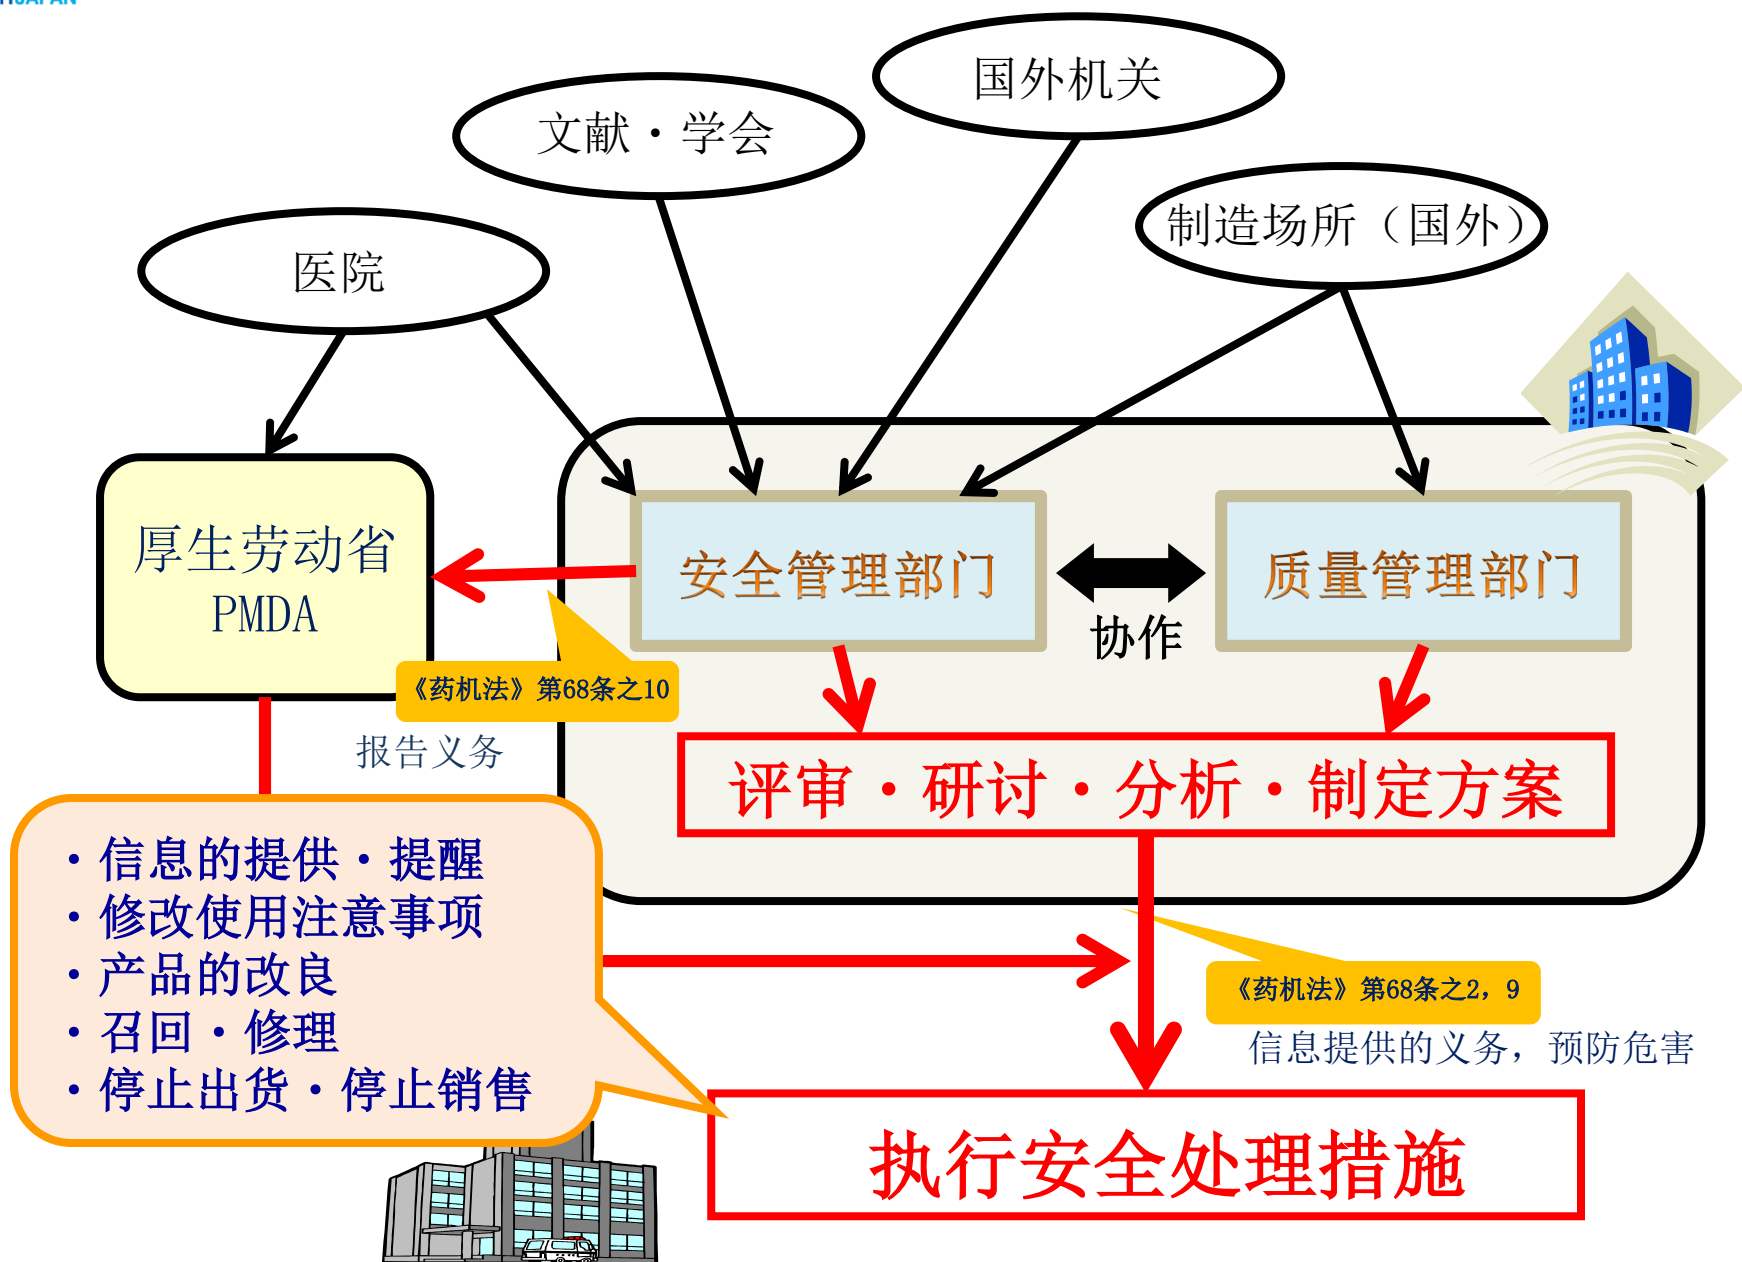 国外机关
文献・学会
制造场所（国外）
医院
厚生劳动省
PMDA
安全管理部门
质量管理部门
协作
《药机法》第68条之10
报告义务
评审・研讨・分析・制定方案
・信息的提供・提醒
・修改使用注意事项
・产品的改良
・召回・修理
・停止出货・停止销售
《药机法》第68条之2，9
信息提供的义务，预防危害
执行安全处理措施